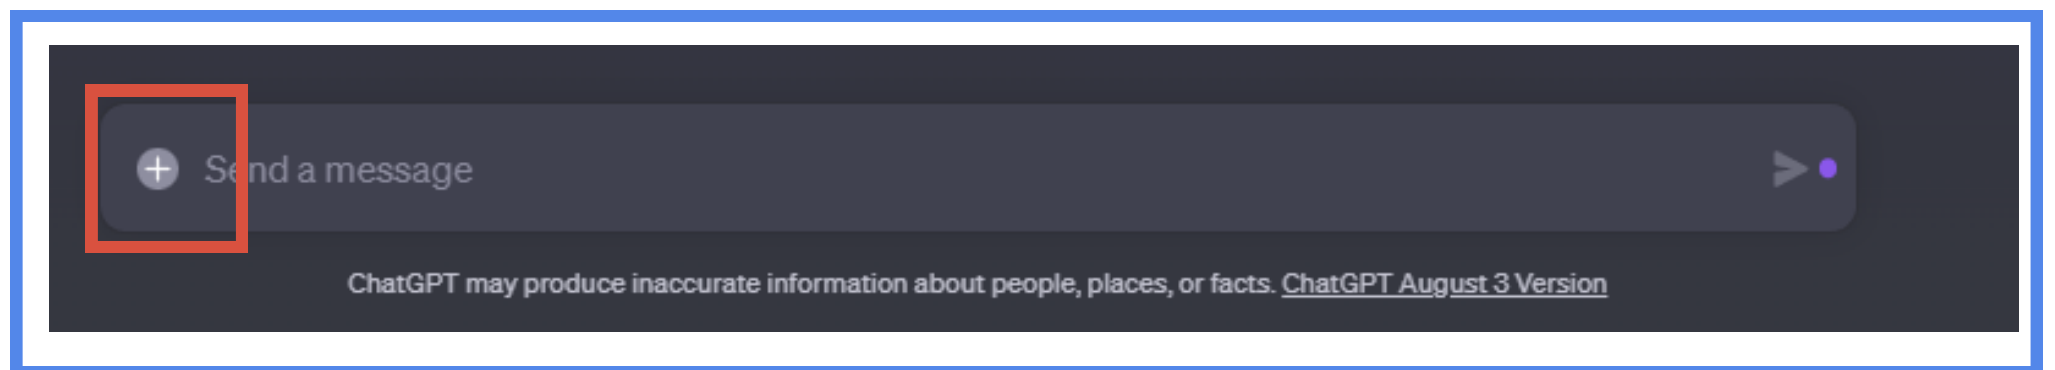 Send a message
ChatGPT may produce inaccurate information about people, places, or facts. ChatGPT August 3 Version